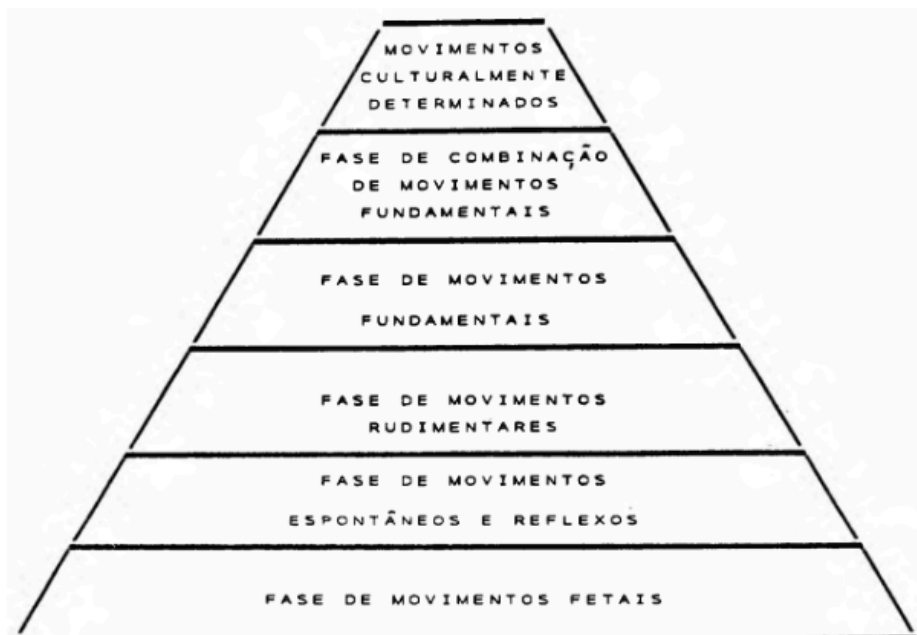 MOVIMENTOS
CULTURALMENTE
DETERMINADOS
FASE DE COMBINAÇÃO
DE MOVIMENTOS
FUNDAMENTAIS
FASE DE MOVIMENTOS
FUNDAMENTAIS
FASE DE MOVIMENTOS
RUDIMENTARES
FASE DE MOVIMENTOS
ESPONTÂNEOS E REFLEXOS
FASE DE MOVIMENTOS FETAIS